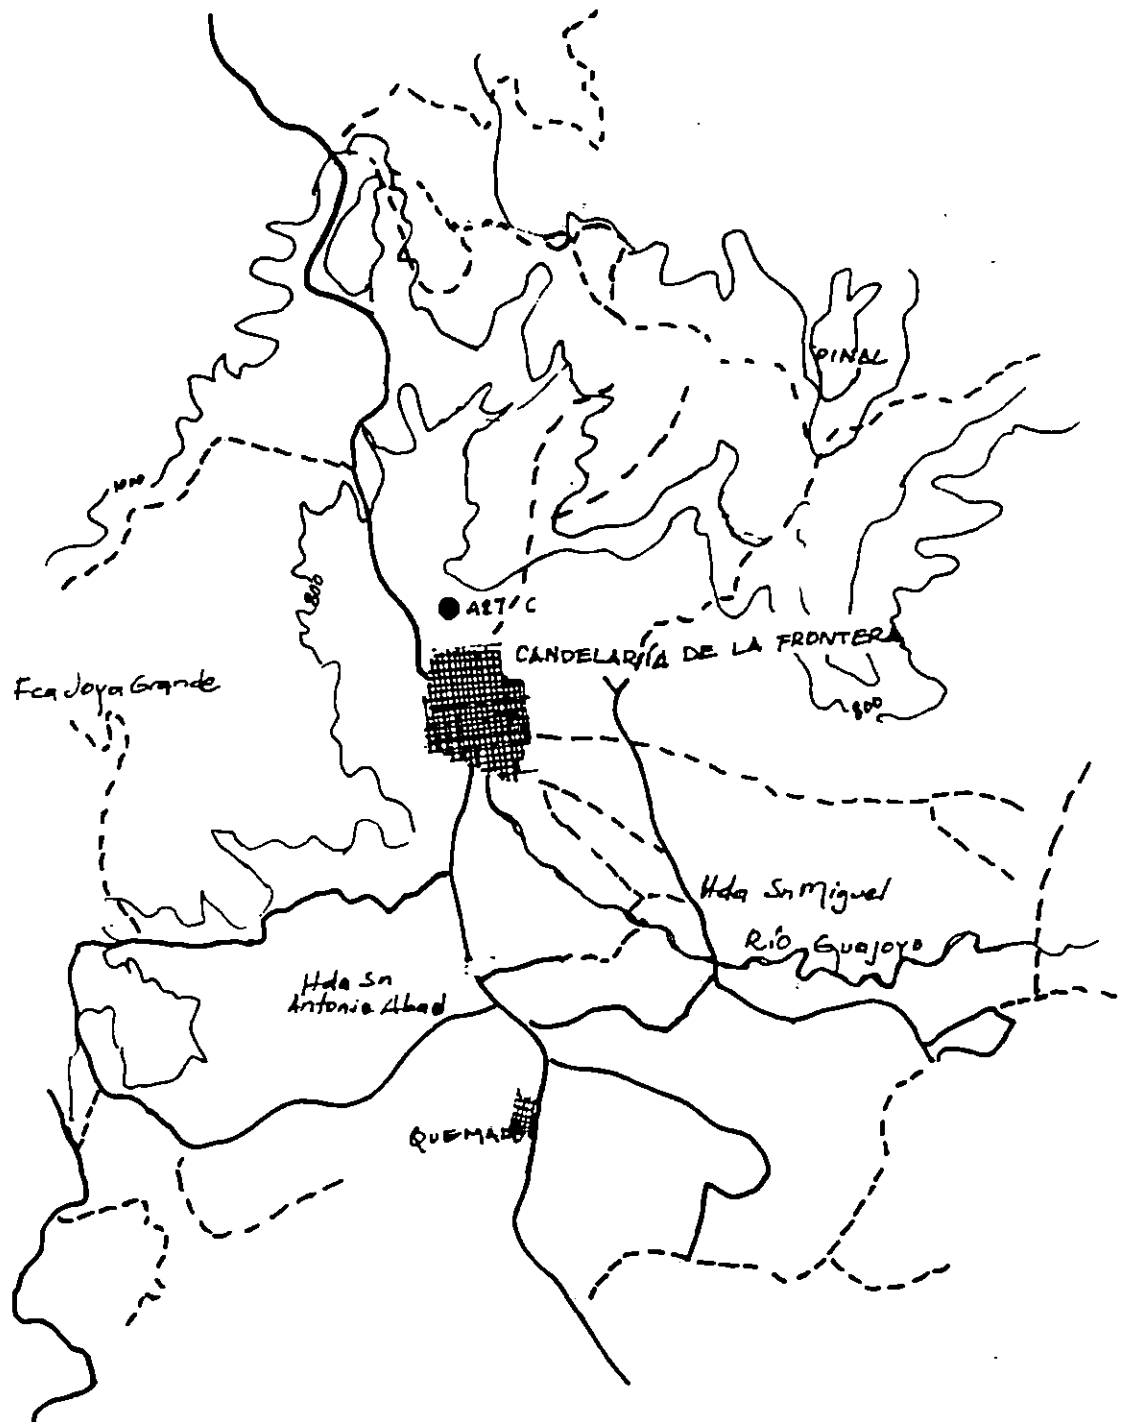 PINAL
800
A27 C
CANDELARÍA DE LA FRONTERA
Fca Joya Grande
800
Hda Sn Miguel
Río Guajoyo
Hda Sn
Antonio Abad
QUEMADO